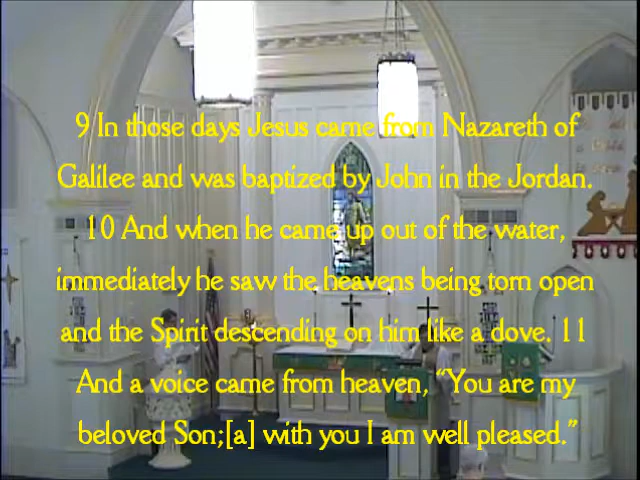 9 In those days Jesus came from Nazareth of
Galilee and was baptized by John in the Jordan.
10 And when he came up out of the water,
immediately he saw the heavens being torn open
and the Spirit descending on him like a dove. 11
And a voice came from heaven, “You are my
beloved Son;[a] with you I am well pleased.”